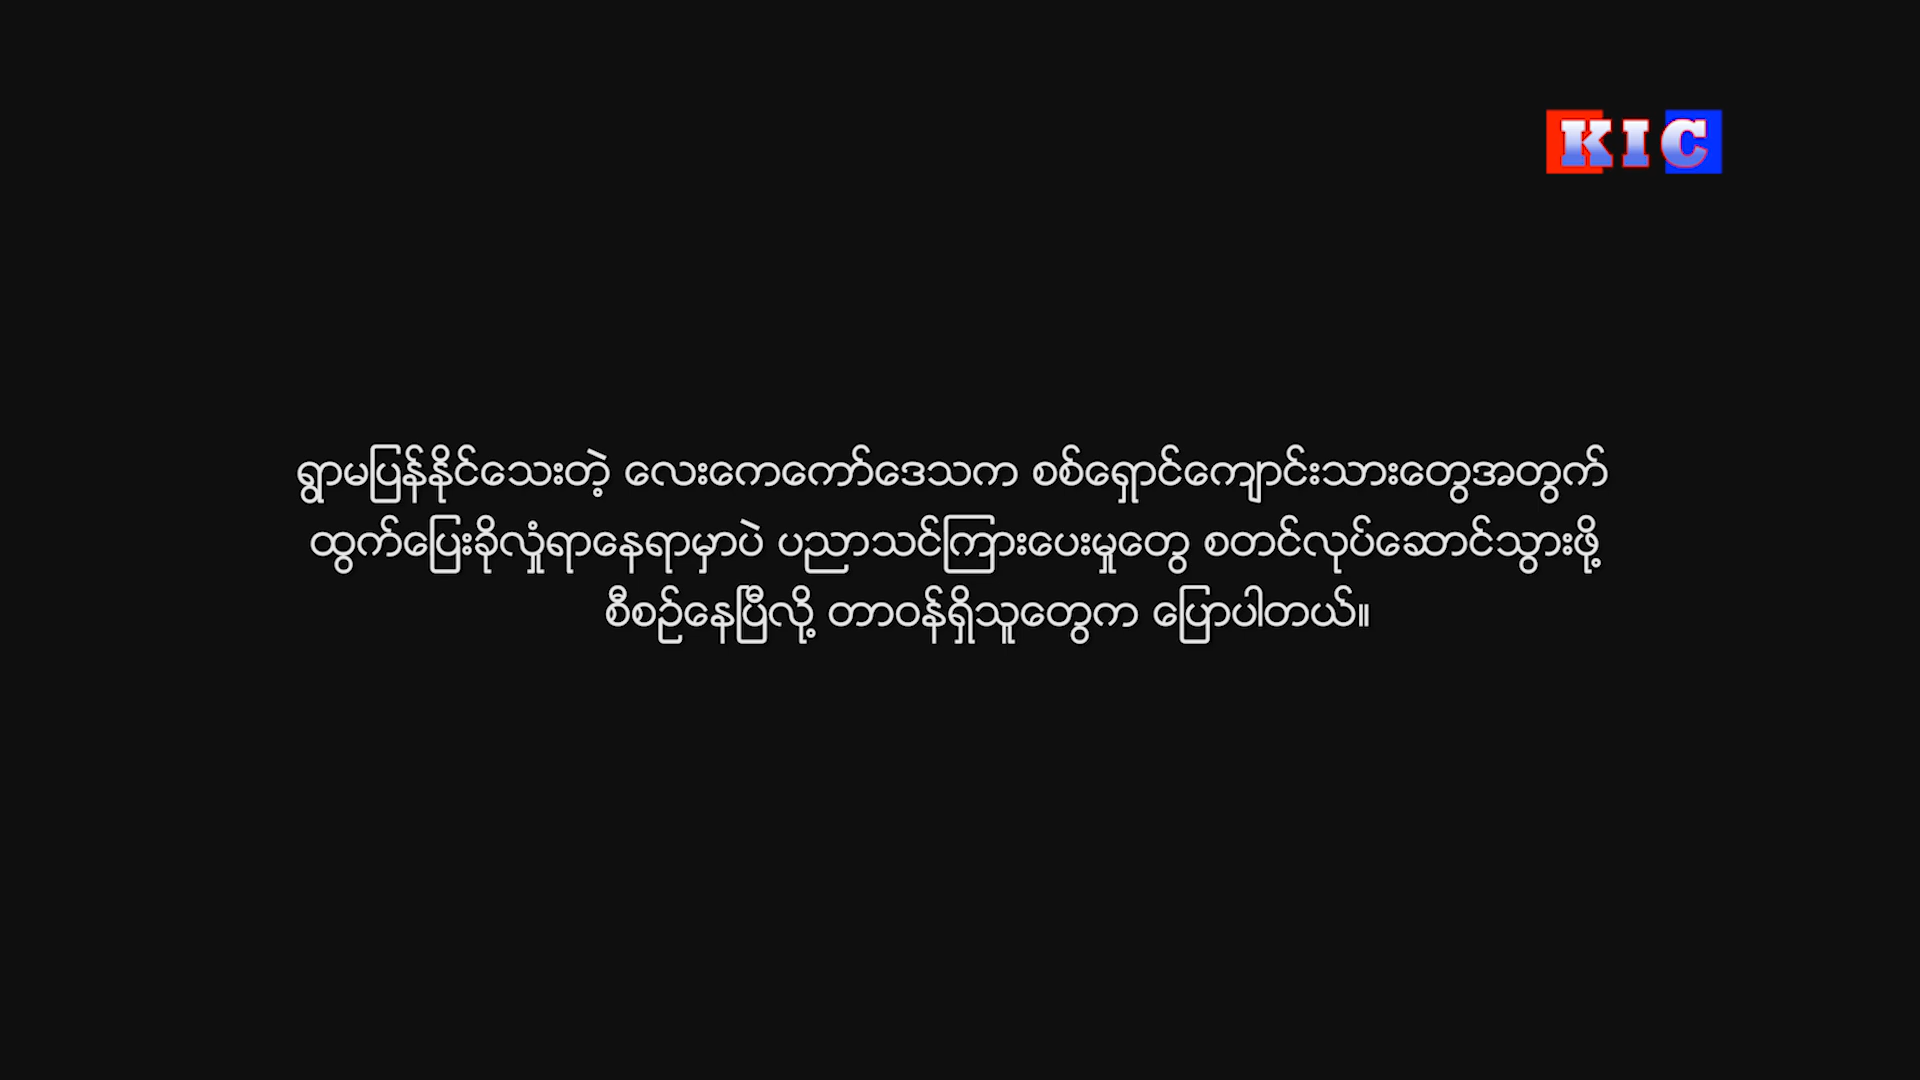 KIC
ရွာမပြန်နိုင်သေးတဲ့ လေးကေကော်ဒေသက စစ်ရှောင်ကျောင်းသားတွေအတွက်
ထွက်ပြေးခိုလှုံရာနေရာမှာပဲ ပညာသင်ကြားပေးမှုတွေ စတင်လုပ်ဆောင်သွားဖို့
စီစဉ်နေပြီလို့ တာဝန်ရှိသူတွေက ပြောပါတယ်။